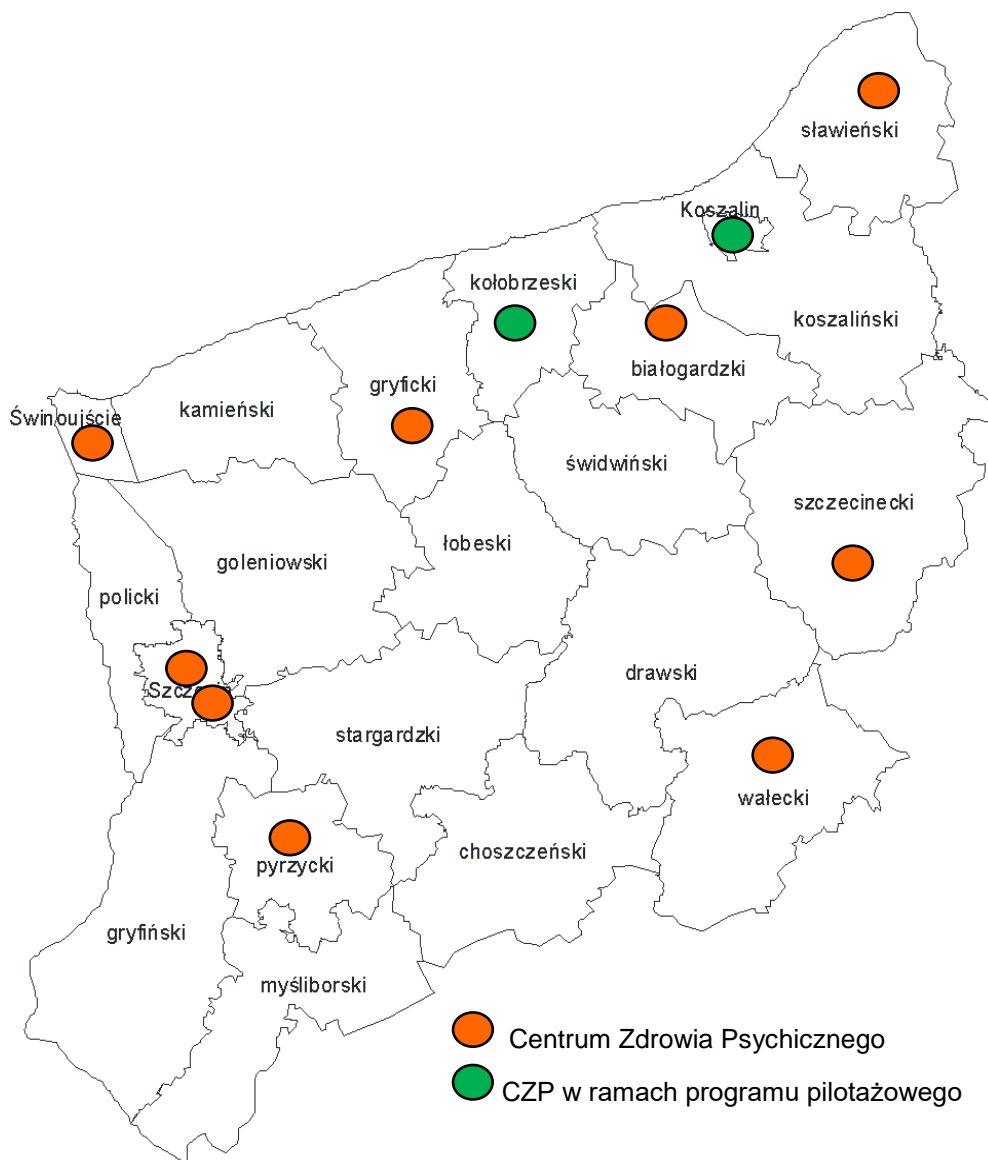 sławieński
Koszalin
kołobrzeski
koszaliński
białogardzki
gryficki
kamieński
Świnoujście
świdwiński
szczecinecki
łobeski
goleniowski
policki
drawski
Szczecin
stargardzki
wałecki
choszczeński
pyrzycki
gryfiński
myśliborski
Centrum Zdrowia Psychicznego
CZP w ramach programu pilotażowego